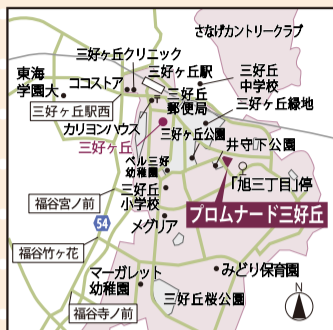 さなげカントリークラブ
三好ヶ丘クリニック
三好ヶ丘駅
東海
学園大
ココストア
三好丘
中学校
三好丘
郵便局
三好ヶ丘駅西
三好ヶ丘緑地
カリヨンハウス
三好ヶ丘
三好ヶ丘公園
井守下公園
ベル三好
幼稚園
三好丘
小学校
「旭三丁目」停
福谷宮ノ前
プロムナード三好丘
54
メグリア
福谷竹ヶ花
マーガレット
幼稚園
みどり保育園
三好丘桜公園
福谷寺ノ前
N